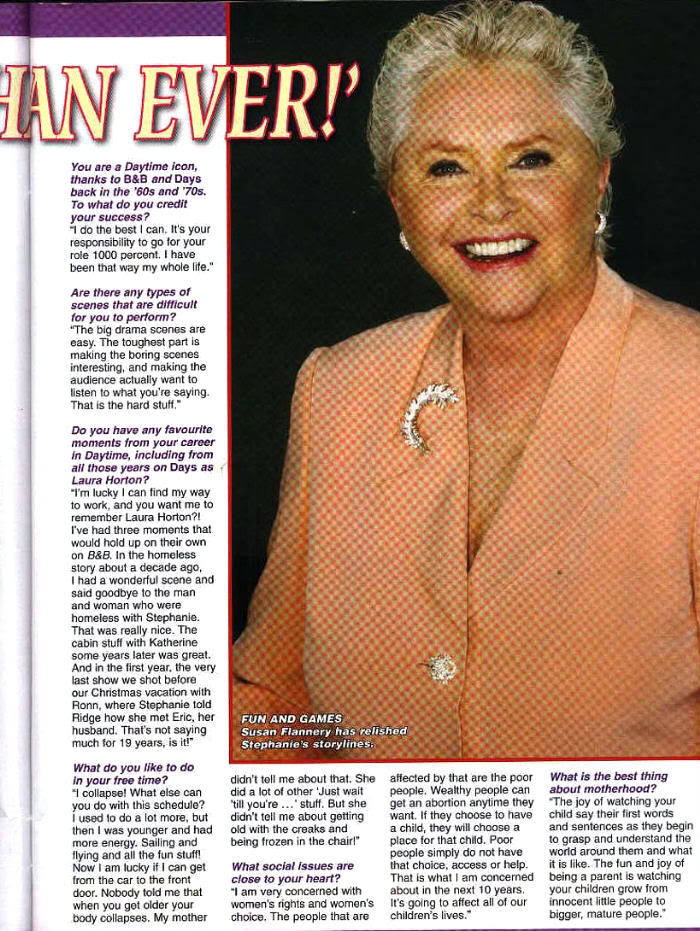 HAN EVER!'
You are a Daytime icon,
thanks to B&B and Days
back in the '60s and '70s.
To what do you credit
your success?
"I do the best I can. It's your
responsibility to go for your
role 1000 percent. I have
been that way my whole life."
Are there any types of
scenes that are difficult
for you to perform?
"The big drama scenes are
easy. The toughest part is
making the boring scenes
interesting, and making the
audience actually want to
listen to what you're saying.
That is the hard stuff."
Do you have any favourite
moments from your career
in Daytime, including from
all those years on Days as
Laura Horton?
"I'm lucky I can find my way
to work, and you want me to
remember Laura Horton?!
I've had three moments that
would hold up on their own
on B&B. In the homeless
story about a decade ago,
I had a wonderful scene and
said goodbye to the man
and woman who were
homeless with Stephanie.
That was really nice. The
cabin stuff with Katherine
some years later was great.
And in the first year, the very
last show we shot before
our Christmas vacation with
Ronn, where Stephanie told
Ridge how she met Eric, her
husband. That's not saying
much for 19 years, is it!"
What do you like to do
in your free time?
"I collapse! What else can
you do with this schedule?
I used to do a lot more, but
then I was younger and had
more energy. Sailing and
flying and all the fun stuff!
Now I am lucky if I can get
from the car to the front
door. Nobody told me that
when you get older your
body collapses. My mother
FUN AND GAMES
Susan Flannery has relished
Stephanie's storylines.
didn't tell me about that. She
did a lot of other 'Just wait
'till you're ...' stuff. But she
didn't tell me about getting
old with the creaks and
being frozen in the chair!"
What social issues are
close to your heart?
"I am very concerned with
women's rights and women's
choice. The people that are
affected by that are the poor
people. Wealthy people can
get an abortion anytime they
want. If they choose to have
a child, they will choose a
place for that child. Poor
people simply do not have
that choice, access or help.
That is what I am concerned
about in the next 10 years.
It's going to affect all of our
children's lives."
What is the best thing
about motherhood?
"The joy of watching your
child say their first words
and sentences as they begin
to grasp and understand the
world around them and what
it is like. The fun and joy of
being a parent is watching
your children grow from
innocent little people to
bigger, mature people."